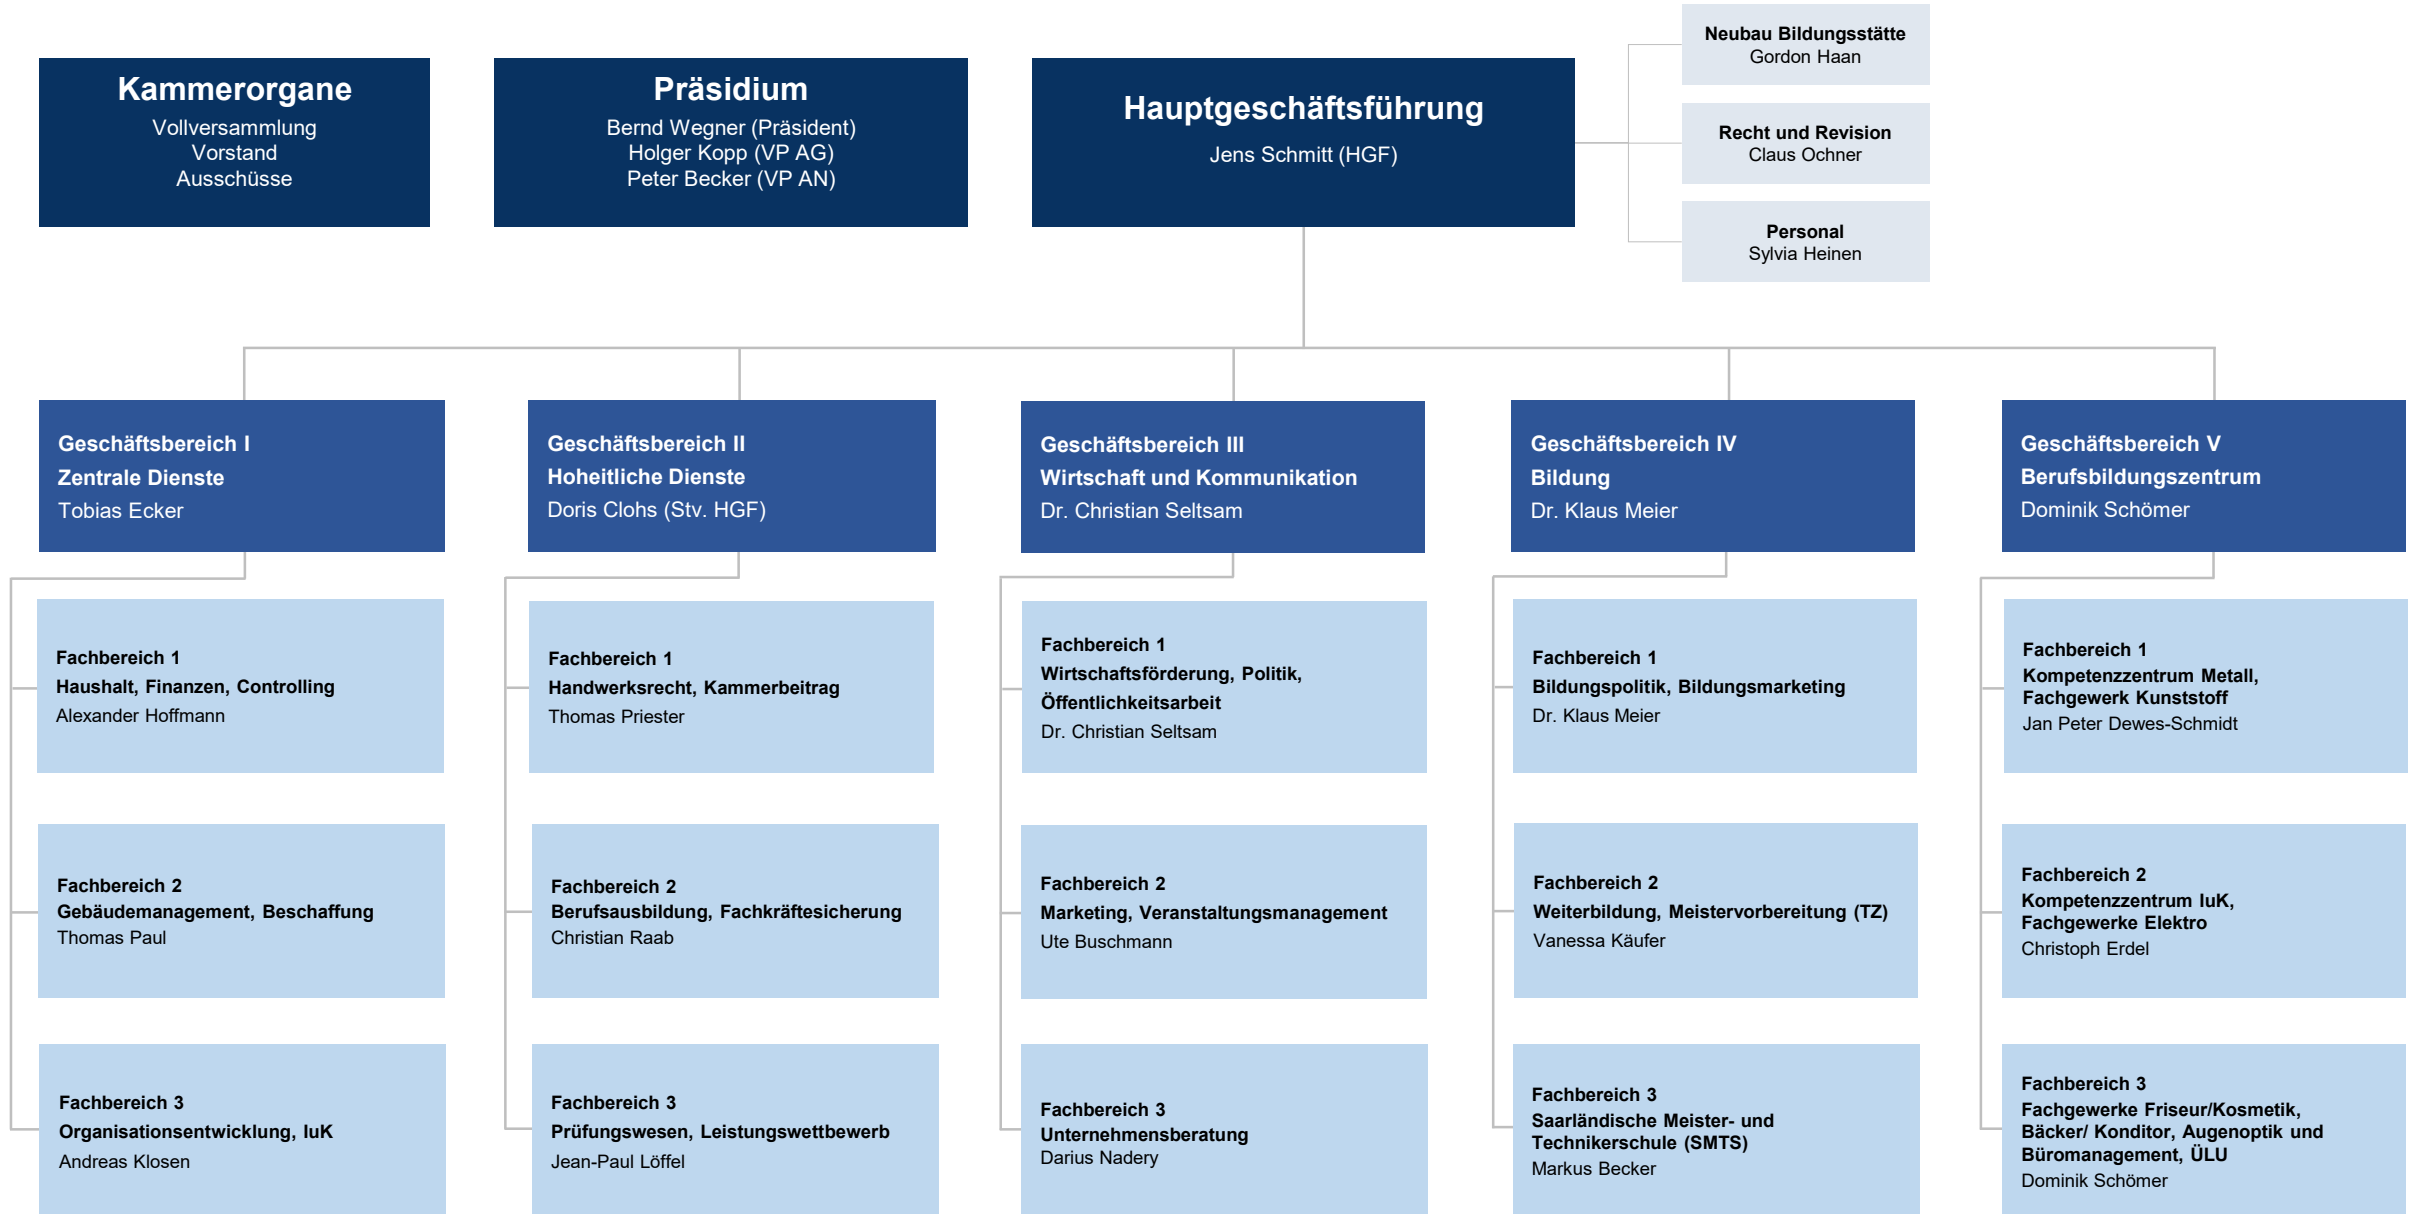 Kammerorgane
Vollversammlung
Vorstand
Ausschüsse
Präsidium
Bernd Wegner (Präsident)
Holger Kopp (VP AG)
Peter Becker (VP AN)
Hauptgeschäftsführung
Jens Schmitt (HGF)
Neubau Bildungsstätte
Gordon Haan
Recht und Revision
Claus Ochner
Personal
Sylvia Heinen
Geschäftsbereich I
Zentrale Dienste
Tobias Ecker
Geschäftsbereich II
Hoheitliche Dienste
Doris Clohs (Stv. HGF)
Geschäftsbereich III
Wirtschaft und Kommunikation
Dr. Christian Seltsam
Geschäftsbereich IV
Bildung
Dr. Klaus Meier
Geschäftsbereich V
Berufsbildungszentrum
Dominik Schömer
Fachbereich 1
Haushalt, Finanzen, Controlling
Alexander Hoffmann
Fachbereich 1
Handwerksrecht, Kammerbeitrag
Thomas Priester
Fachbereich 1
Wirtschaftsförderung, Politik,
Öffentlichkeitsarbeit
Dr. Christian Seltsam
Fachbereich 1
Bildungspolitik, Bildungsmarketing
Dr. Klaus Meier
Fachbereich 1
Kompetenzzentrum Metall,
Fachgewerk Kunststoff
Jan Peter Dewes-Schmidt
Fachbereich 2
Gebäudemanagement, Beschaffung
Thomas Paul
Fachbereich 2
Berufsausbildung, Fachkräftesicherung
Christian Raab
Fachbereich 2
Marketing, Veranstaltungsmanagement
Ute Buschmann
Fachbereich 2
Weiterbildung, Meistervorbereitung (TZ)
Vanessa Käufer
Fachbereich 2
Kompetenzzentrum IuK,
Fachgewerke Elektro
Christoph Erdel
Fachbereich 3
Organisationsentwicklung, IuK
Andreas Klosen
Fachbereich 3
Prüfungswesen, Leistungswettbewerb
Jean-Paul Löffel
Fachbereich 3
Unternehmensberatung
Darius Nadery
Fachbereich 3
Saarländische Meister- und
Technikerschule (SMTS)
Markus Becker
Fachbereich 3
Fachgewerke Friseur/Kosmetik,
Bäcker/ Konditor, Augenoptik und
Büromanagement, ÜLU
Dominik Schömer